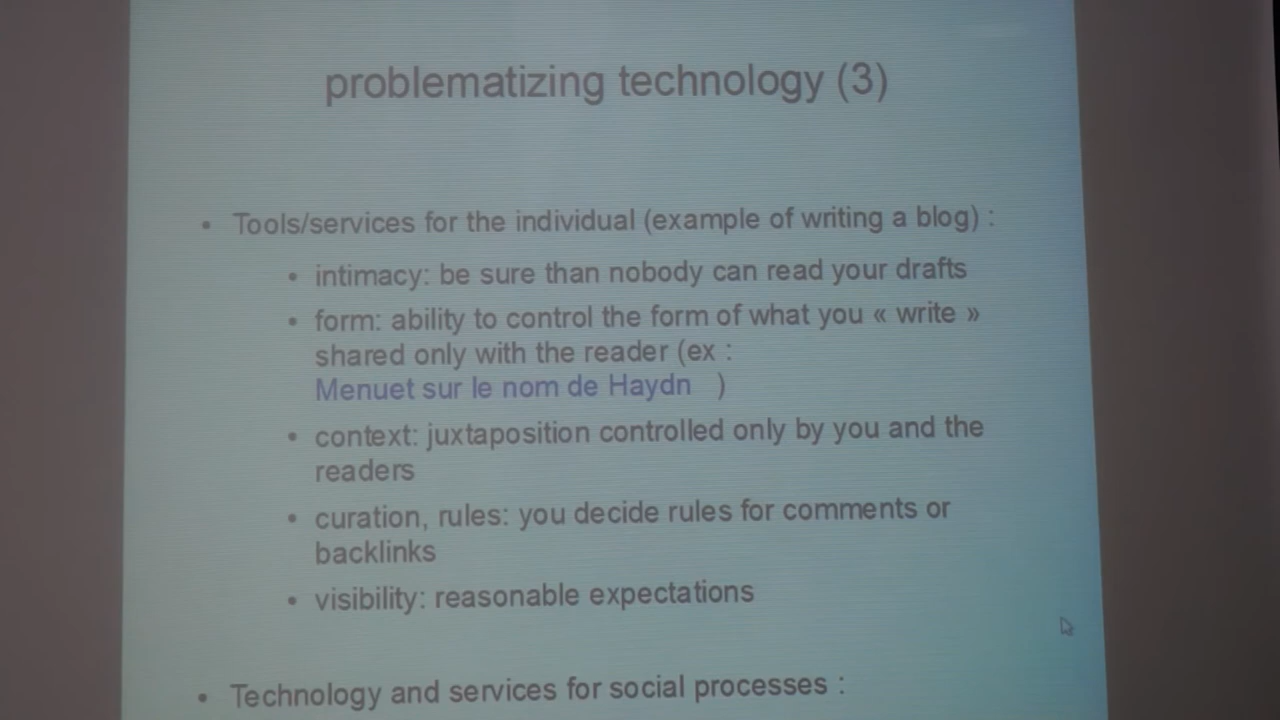 problematizing technology (3)
• Tools/services for the individual (example of writing a blog) :
• intimacy: be sure than nobody can read your drafts
• form: ability to control the form of what you « write »
shared only with the reader (ex :
Menuet sur le nom de Haydn )
• context: juxtaposition controlled only by you and the
readers
• curation, rules: you decide rules for comments or
backlinks
• visibility: reasonable expectations
• Technology and services for social processes :